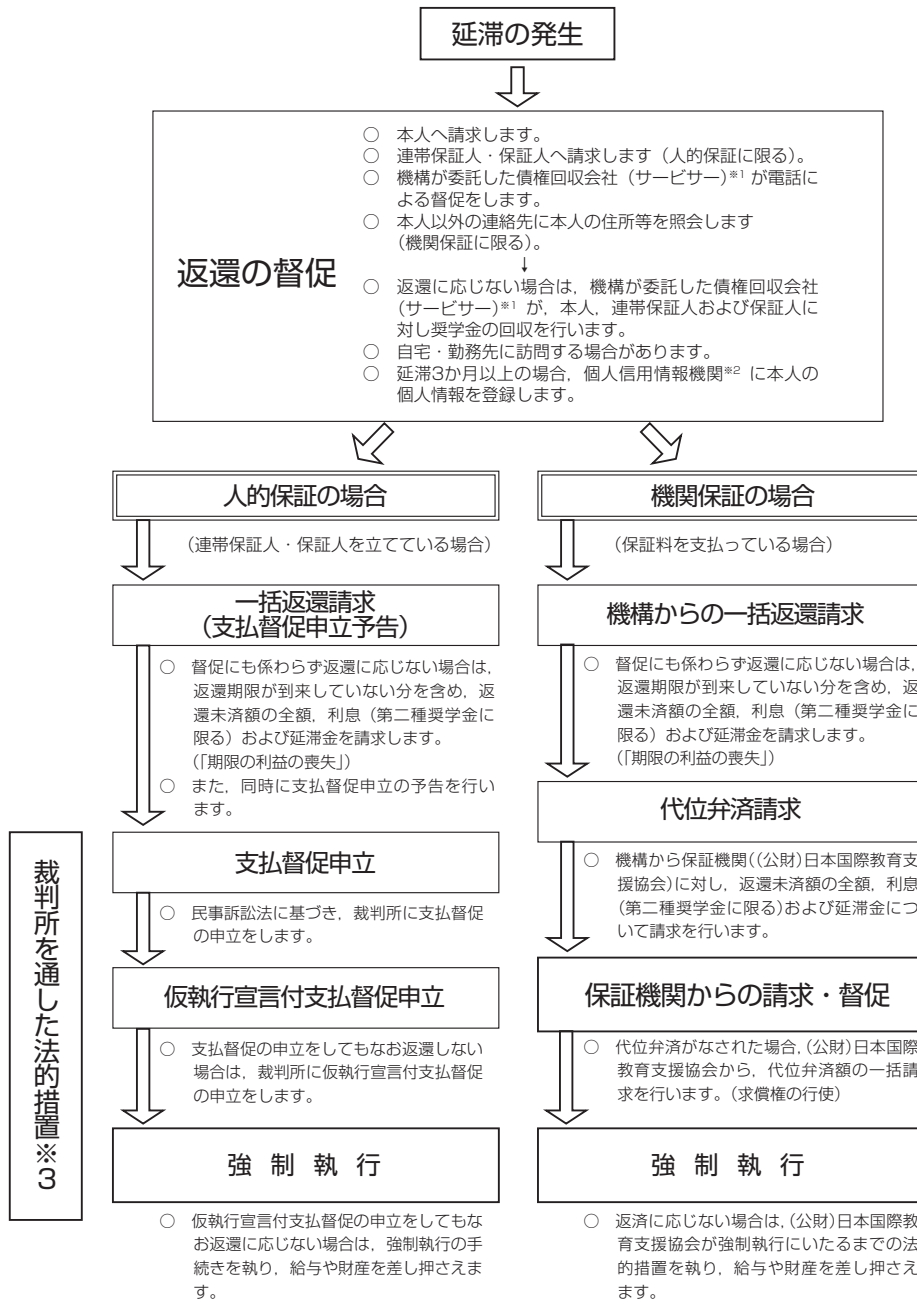 延滞の発生
返還の督促
○ 本人へ請求します。
○ 連帯保証人・保証人へ請求します（人的保証に限る）。
○ 機構が委託した債権回収会社（サービサー）※1 が電話に
よる督促をします。
○ 本人以外の連絡先に本人の住所等を照会します
（機関保証に限る）。
↓
○ 返還に応じない場合は，機構が委託した債権回収会社
（サービサー）※1 が，本人，連帯保証人および保証人に
対し奨学金の回収を行います。
○ 自宅・勤務先に訪問する場合があります。
○ 延滞3か月以上の場合，個人信用情報機関※2 に本人の
個人情報を登録します。
人的保証の場合
（連帯保証人・保証人を立てている場合）
一括返還請求
（支払督促申立予告）
○ 督促にも係わらず返還に応じない場合は，
返還期限が到来していない分を含め，返
還未済額の全額，利息（第二種奨学金に
限る）および延滞金を請求します。
（「期限の利益の喪失」）
○ また，同時に支払督促申立の予告を行い
ます。
裁判所を通した法的措置※3
支払督促申立
○ 民事訴訟法に基づき，裁判所に支払督促
の申立をします。
仮執行宣言付支払督促申立
○ 支払督促の申立をしてもなお返還しない
場合は，裁判所に仮執行宣言付支払督促
の申立をします。
強 制 執 行
○ 仮執行宣言付支払督促の申立をしてもな
お返還に応じない場合は，強制執行の手
続きを執り，給与や財産を差し押さえま
す。
機関保証の場合
（保証料を支払っている場合）
機構からの一括返還請求
○ 督促にも係わらず返還に応じない場合は，
返還期限が到来していない分を含め，返
還未済額の全額，利息（第二種奨学金に
限る）および延滞金を請求します。
（「期限の利益の喪失」）
代位弁済請求
○ 機構から保証機関((公財)日本国際教育支
援協会)に対し，返還未済額の全額，利息
(第二種奨学金に限る)および延滞金につ
いて請求を行います。
保証機関からの請求・督促
○ 代位弁済がなされた場合，(公財)日本国際
教育支援協会から，代位弁済額の一括請
求を行います。（求償権の行使）
強 制 執 行
○ 返済に応じない場合は，(公財)日本国際教
育支援協会が強制執行にいたるまでの法
的措置を執り，給与や財産を差し押さえ
ます。